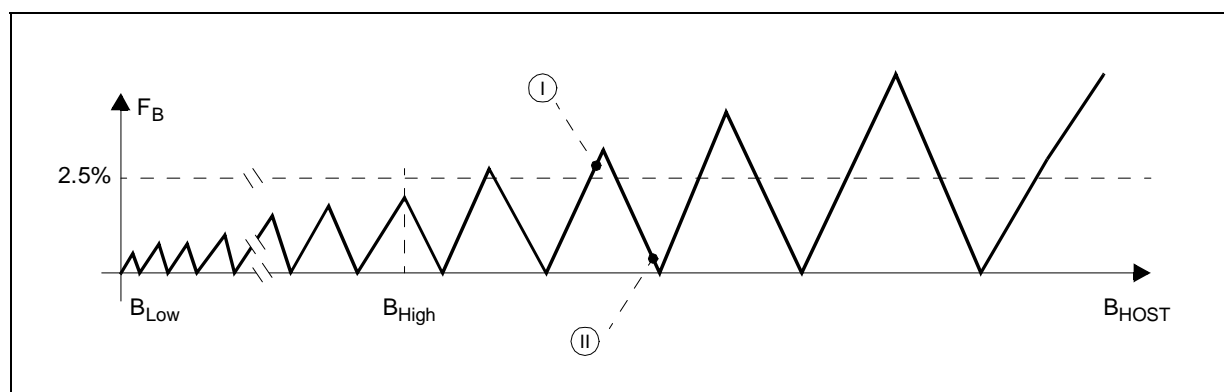 I
F_B
2.5%
B_Low
B_High
B_HOST
II